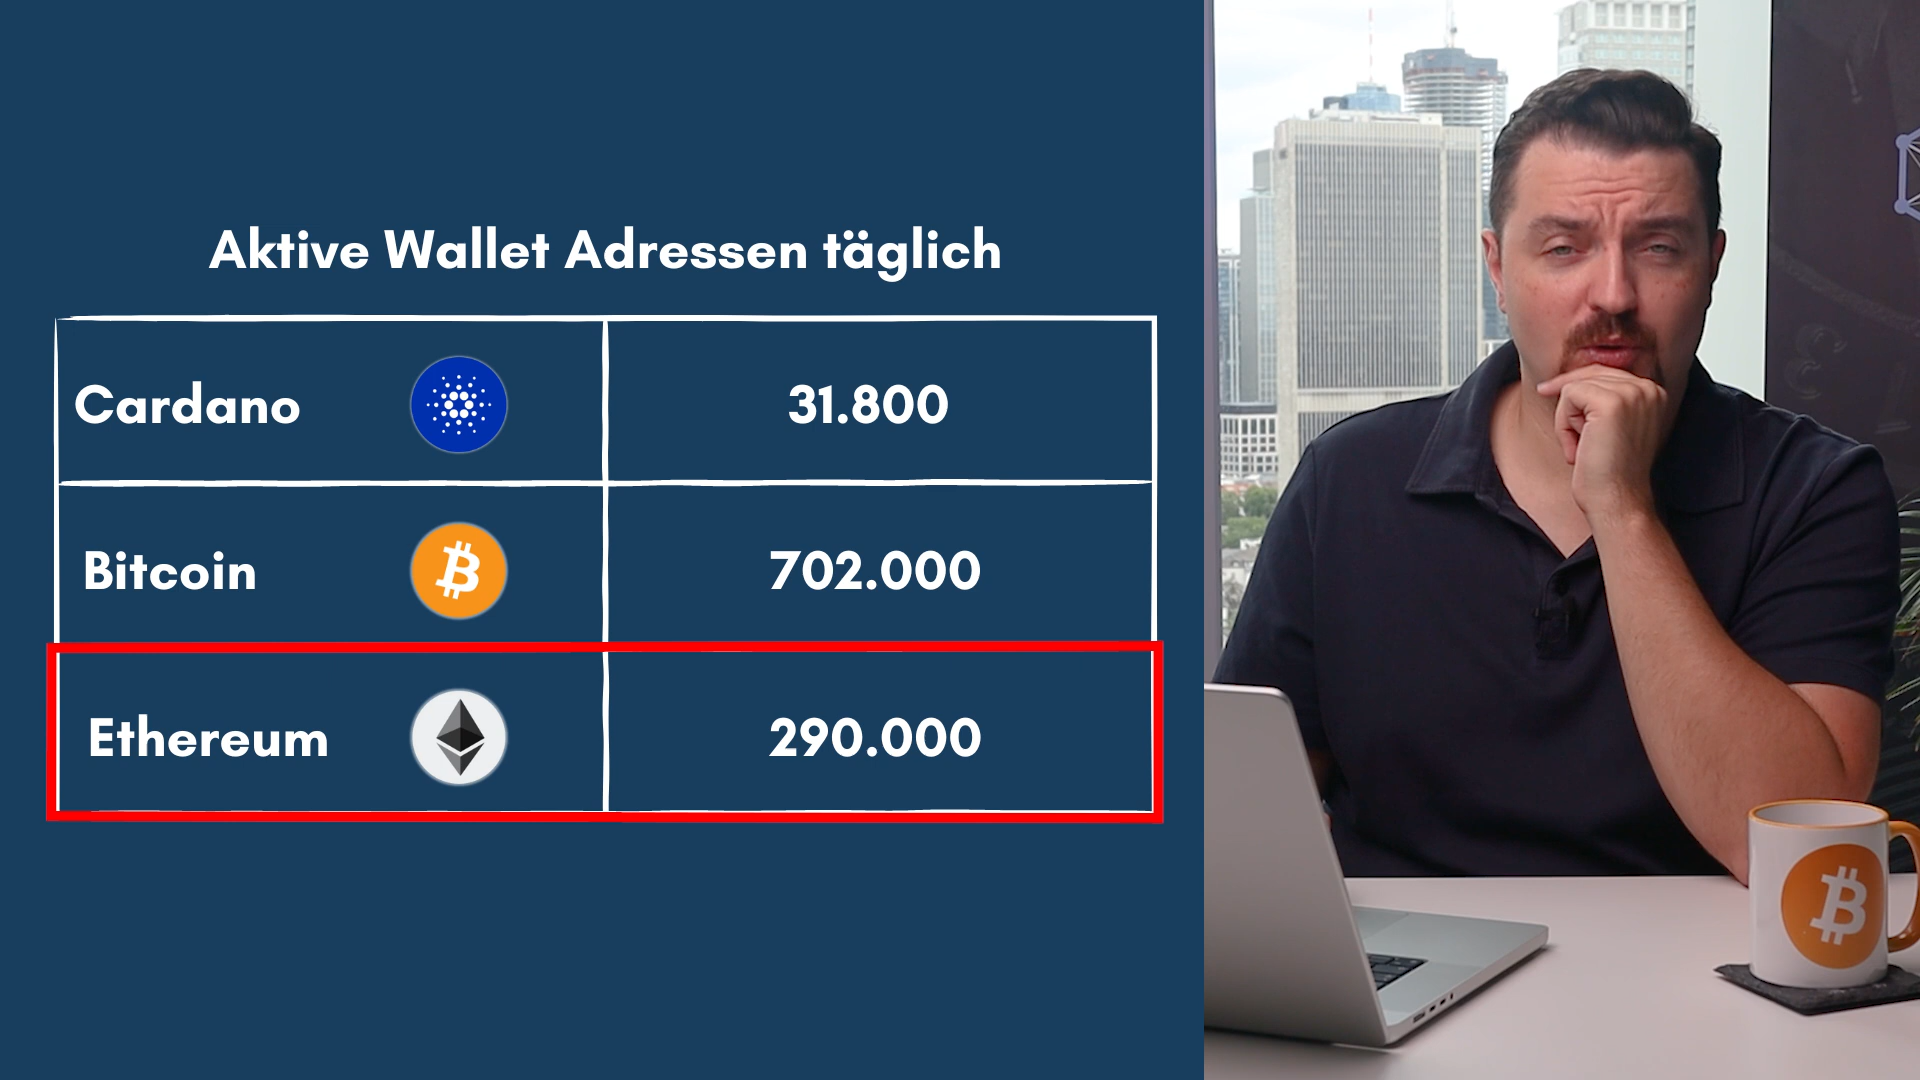 Aktive Wallet Adressen täglich
Cardano 31.800
Bitcoin 702.000
Ethereum 290.000